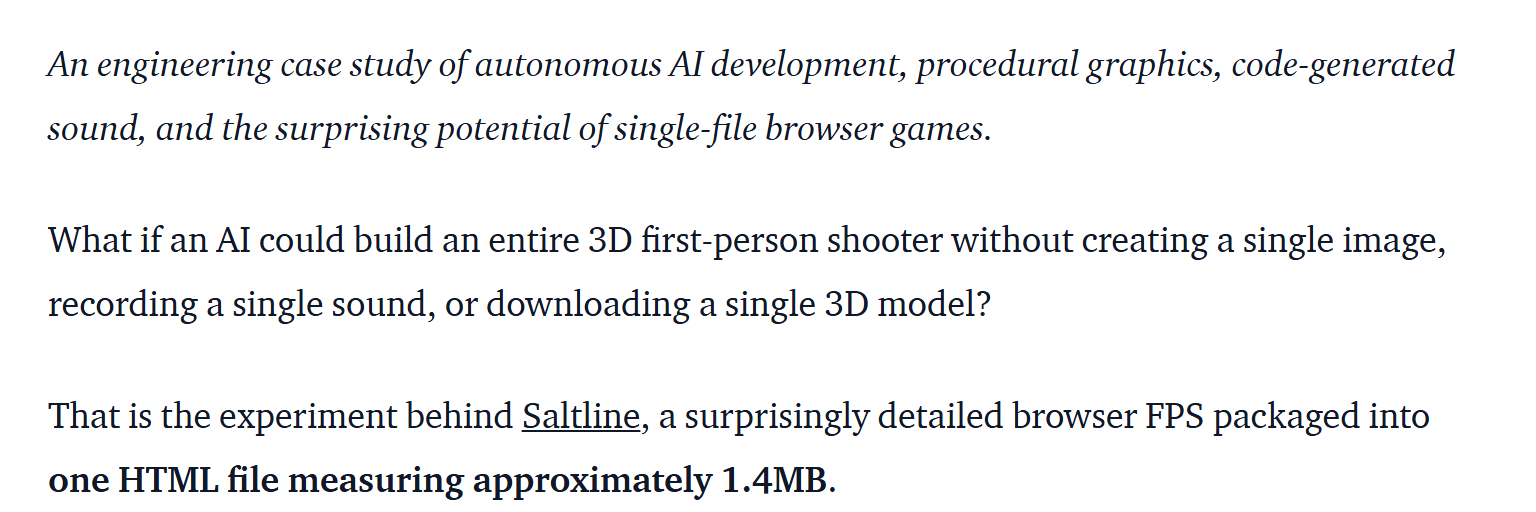 An engineering case study of autonomous AI development, procedural graphics, code-generated
sound, and the surprising potential of single-file browser games.
What if an AI could build an entire 3D first-person shooter without creating a single image,
recording a single sound, or downloading a single 3D model?
That is the experiment behind Saltline, a surprisingly detailed browser FPS packaged into
one HTML file measuring approximately 1.4MB.